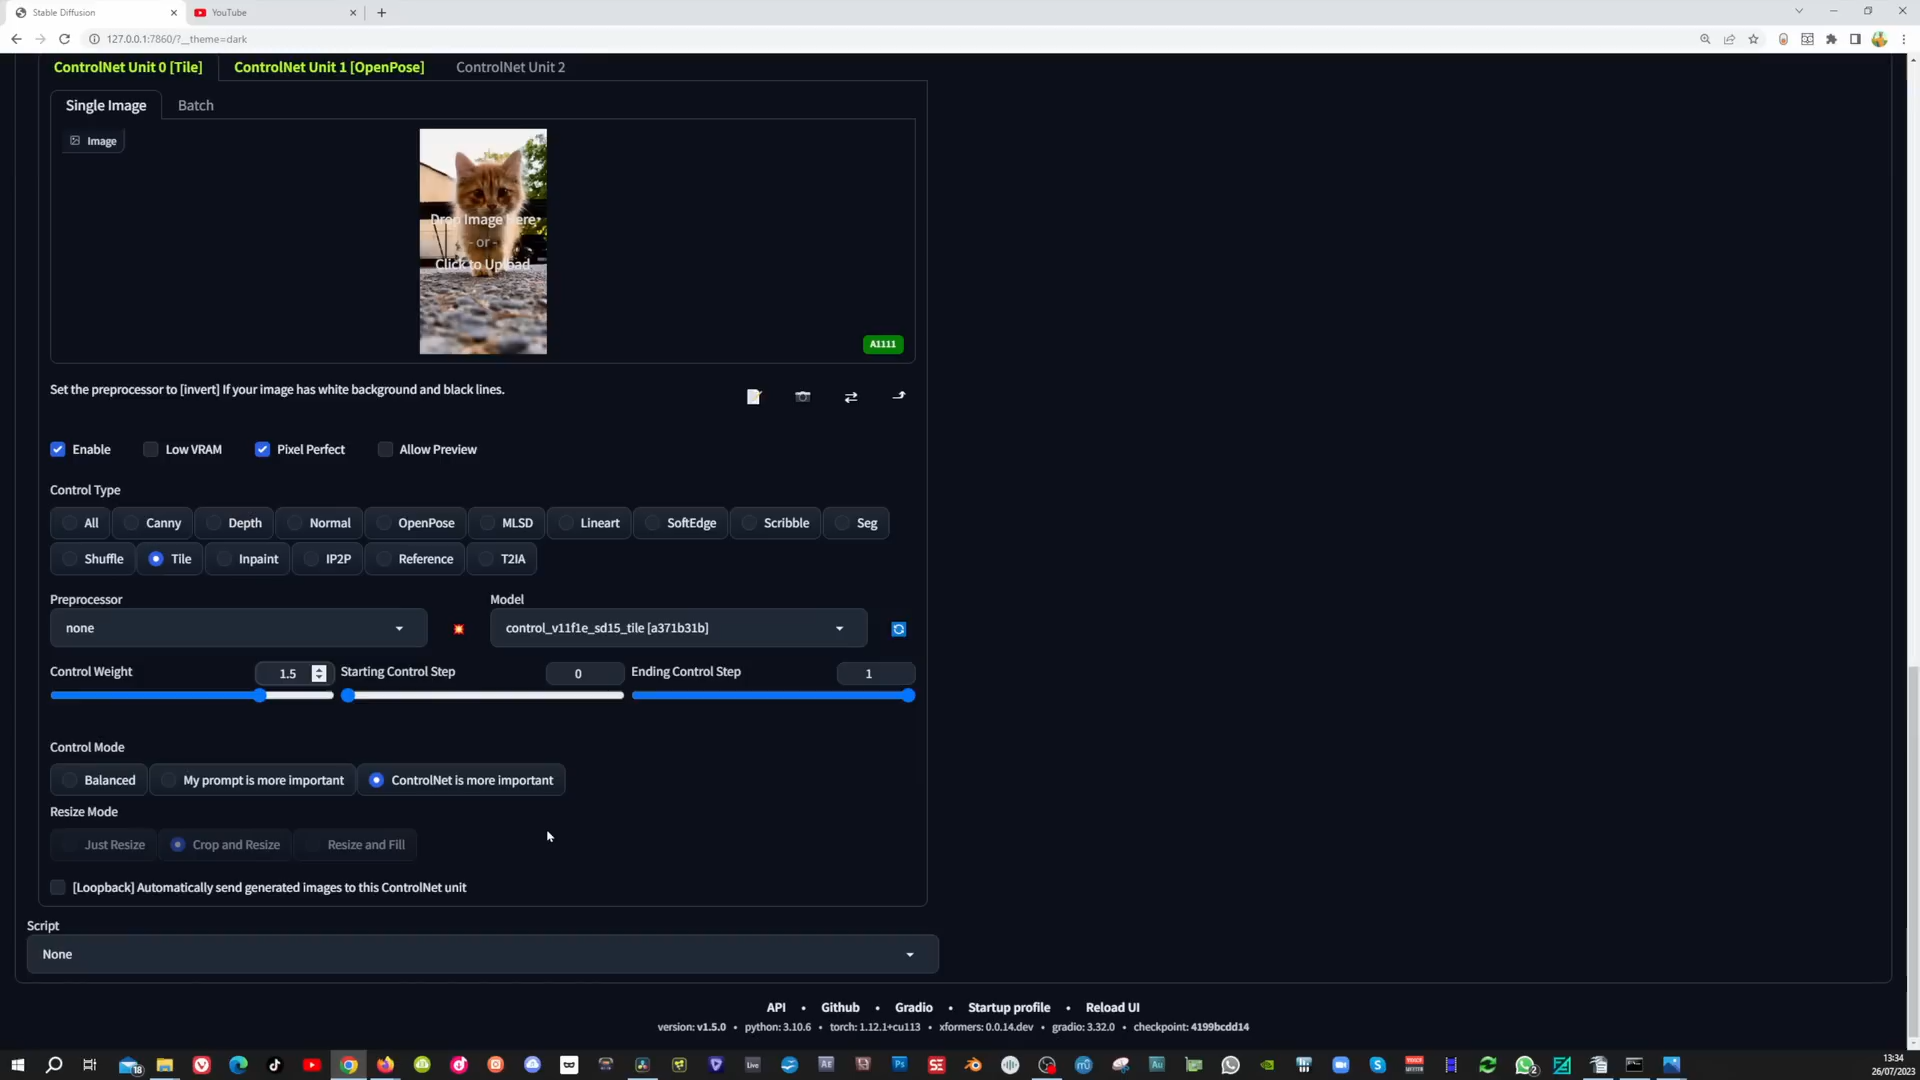 Stable Diffusion
YouTube
127.0.0.1:7860/?__theme=dark
ControlNet Unit 0 [Tile] ControlNet Unit 1 [OpenPose] ControlNet Unit 2
Single Image Batch
Image
Drop Image Here
- or -
Click to Upload
A1111
Set the preprocessor to [invert] If your image has white background and black lines.
Enable Low VRAM Pixel Perfect Allow Preview
Control Type
All Canny Depth Normal OpenPose MLSD Lineart SoftEdge Scribble Seg
Shuffle Tile Inpaint IP2P Reference T2IA
Preprocessor Model
none control_v11f1e_sd15_tile [a371b31b]
Control Weight 1.5 Starting Control Step 0 Ending Control Step 1
Control Mode
Balanced My prompt is more important ControlNet is more important
Resize Mode
Just Resize Crop and Resize Resize and Fill
[Loopback] Automatically send generated images to this ControlNet unit
Script
None
API • Github • Gradio • Startup profile • Reload UI
version: v1.5.0 • python: 3.10.6 • torch: 1.12.1+cu113 • xformers: 0.0.14.dev • gradio: 3.32.0 • checkpoint: 4199bcdd14
18 Live Ae Ps SE Au 2
13:34
26/07/2023